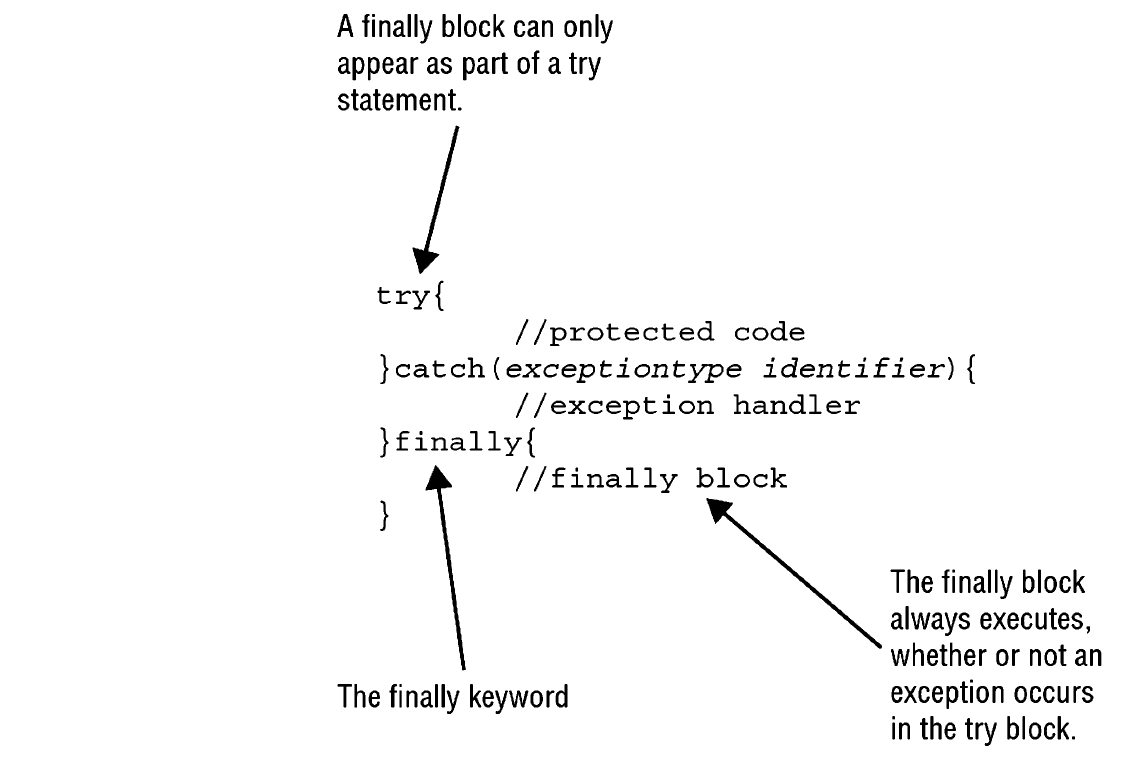 A finally block can only
appear as part of a try
statement.
try{
//protected code
}catch(exceptiontype identifier){
//exception handler
}finally{
//finally block
}
The finally keyword
The finally block
always executes,
whether or not an
exception occurs
in the try block.